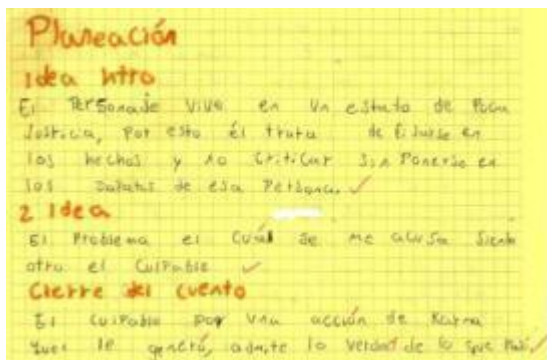 Planeación
Idea Intro
El Personaje vive en un estado de Poca
Justicia, Por esto él trata de fijarse en
los hechos y no Criticar sin Ponerse en
los Zapatos de esa Persona.
2 Idea
El Problema el Cuál se me acusa siendo
otro el Culpable
Cierre del Cuento
El Culpable por una acción de Karma
que le generó, admite la verdad de lo que Pasó.